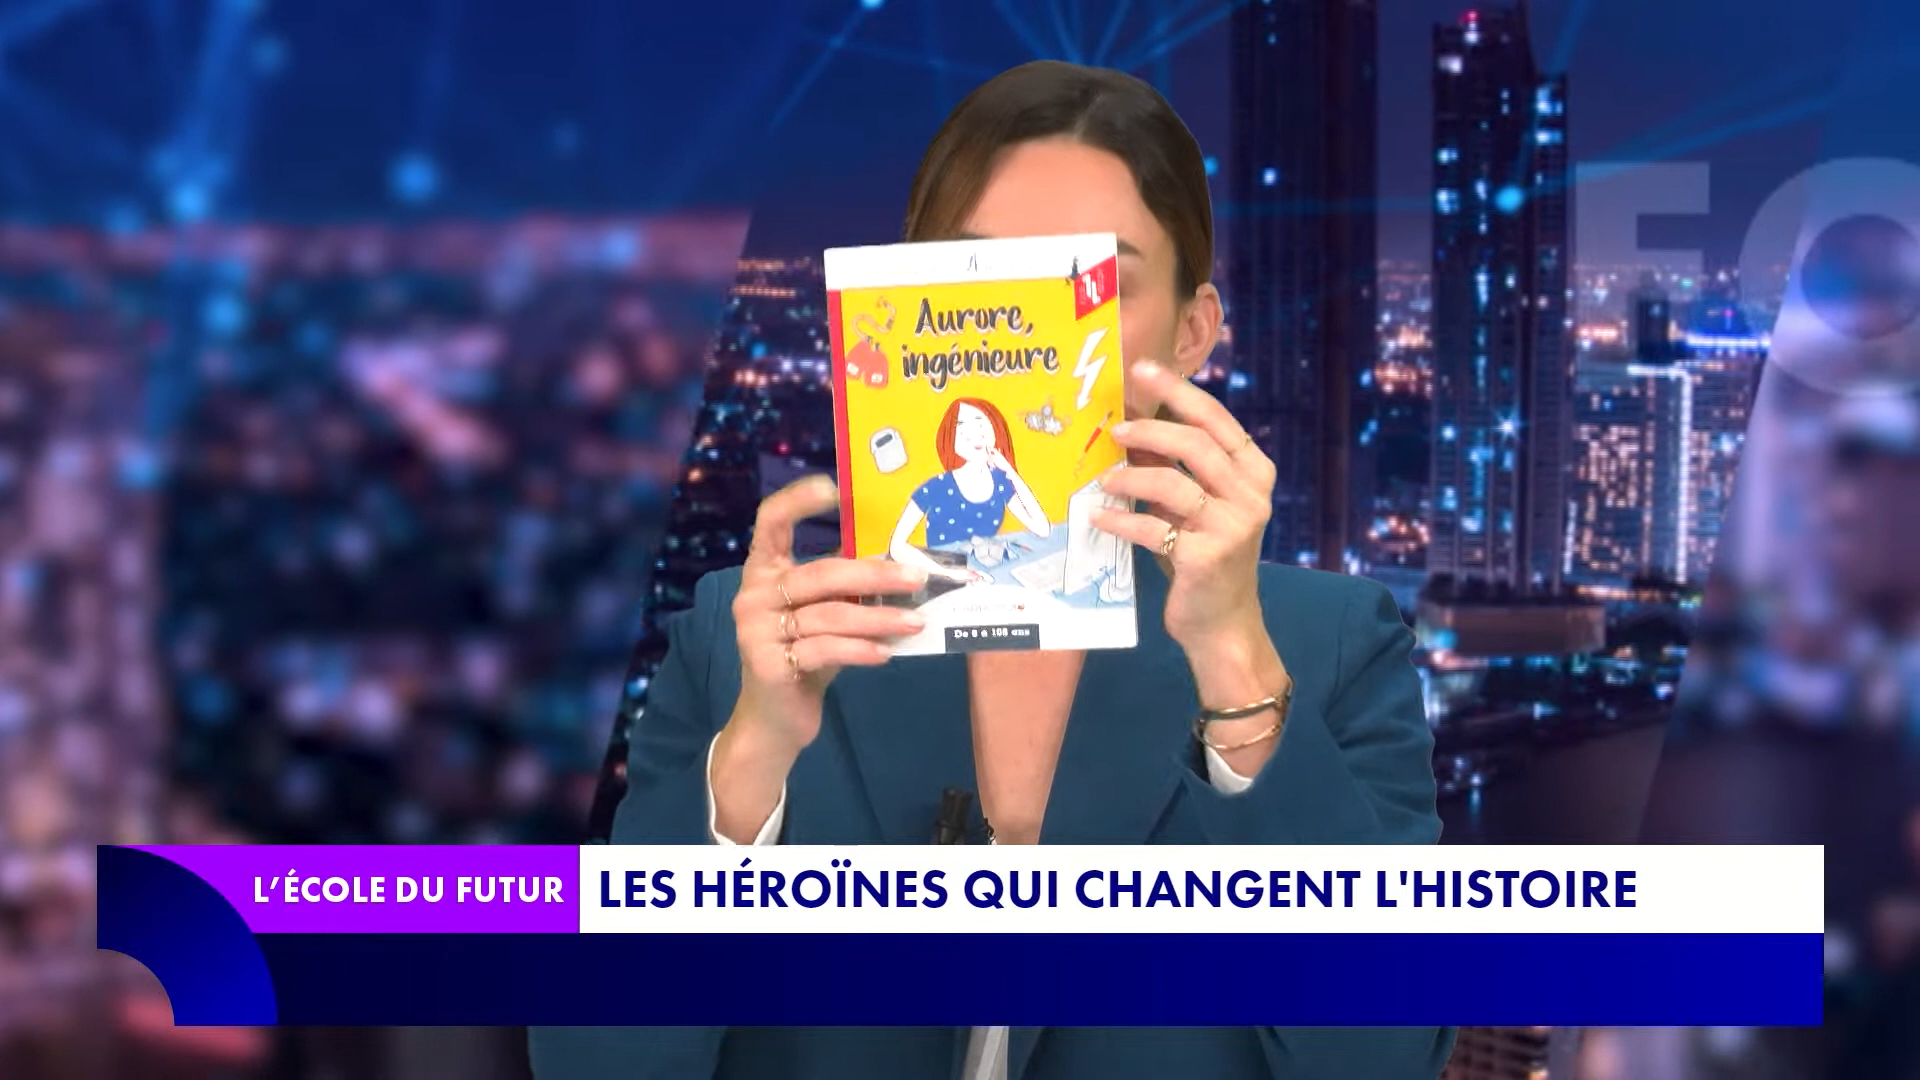 Aurore,
ingénieure
De 8 à 108 ans
L'ÉCOLE DU FUTUR
LES HÉROÏNES QUI CHANGENT L'HISTOIRE